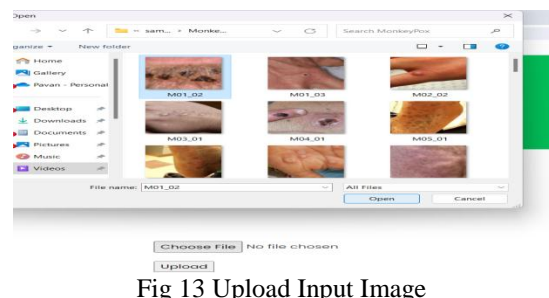 Open
sam... Monke...
Search MonkeyPox
Organize New folder
Home
Gallery
Pavan - Personal
Desktop
Downloads
Documents
Pictures
Music
Videos
M01_02 M01_03 M02_02
M03_01 M04_01 M05_01
File name: M01_02 All Files
Open Cancel
Choose File No file chosen
Upload
Fig 13 Upload Input Image